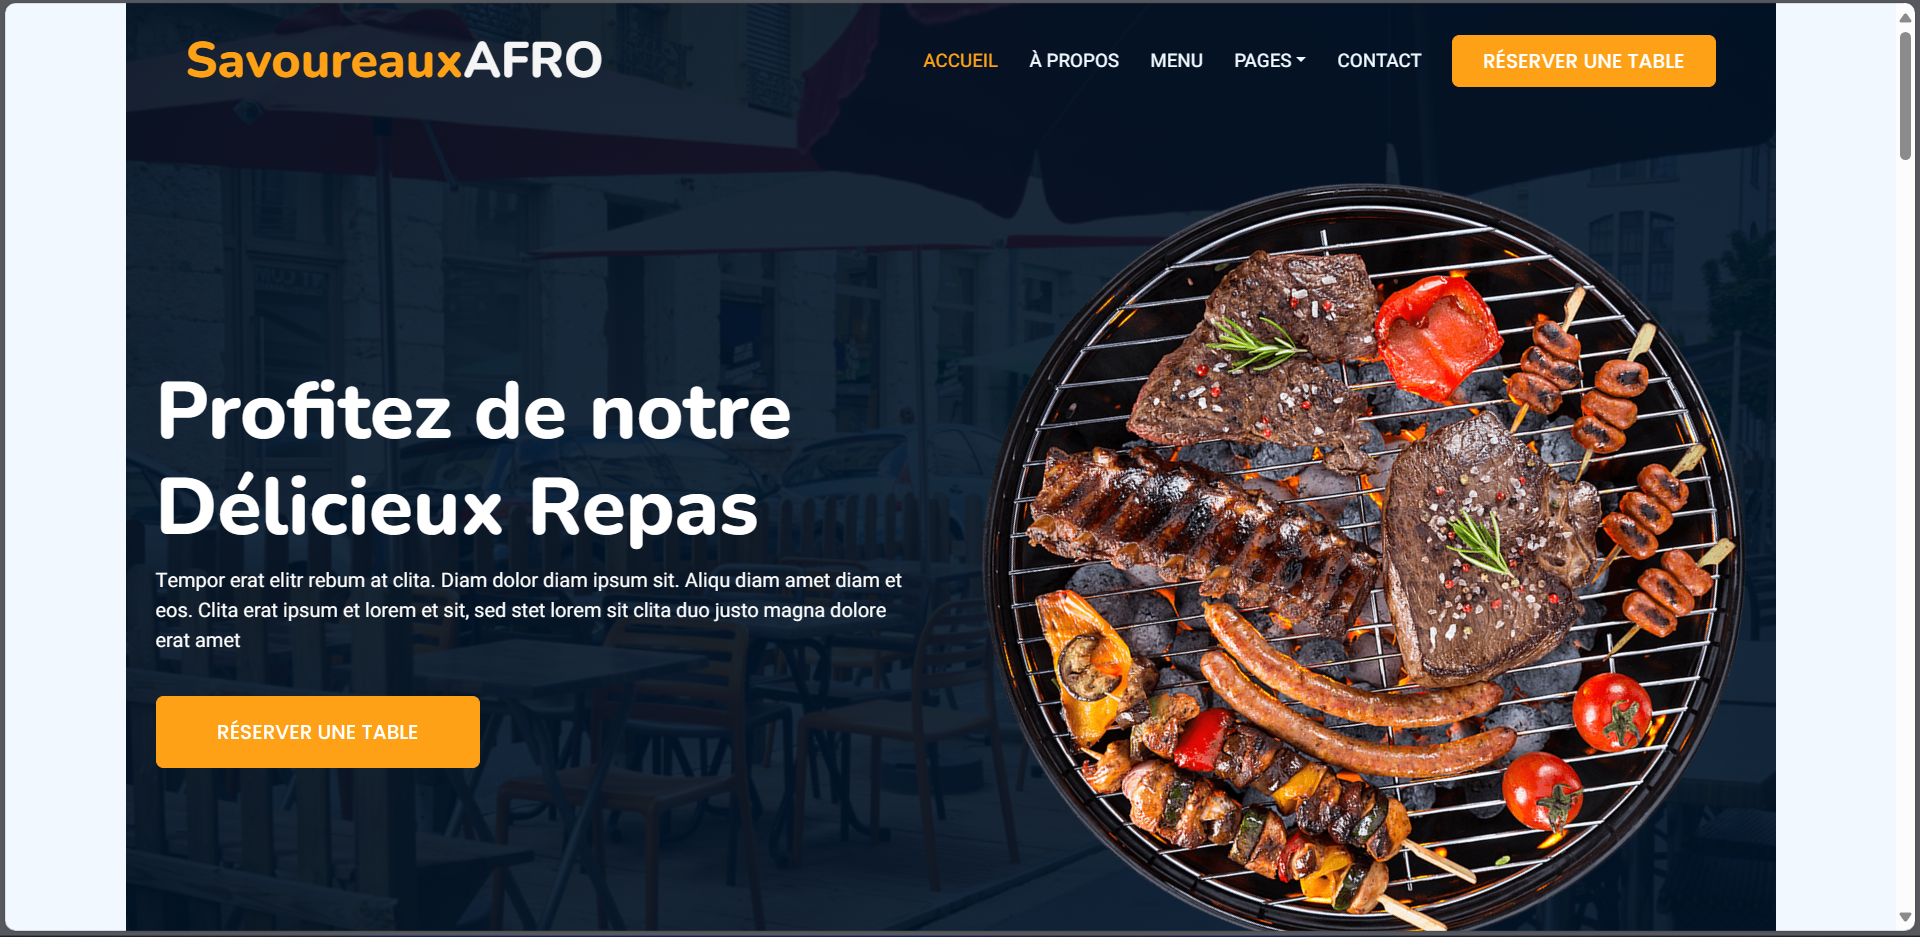 SavoureauxAFRO
ACCUEIL À PROPOS MENU PAGES CONTACT RÉSERVER UNE TABLE
Profitez de notre
Délicieux Repas
Tempor erat elitr rebum at clita. Diam dolor diam ipsum sit. Aliqu diam amet diam et
eos. Clita erat ipsum et lorem et sit, sed stet lorem sit clita duo justo magna dolore
erat amet
RÉSERVER UNE TABLE